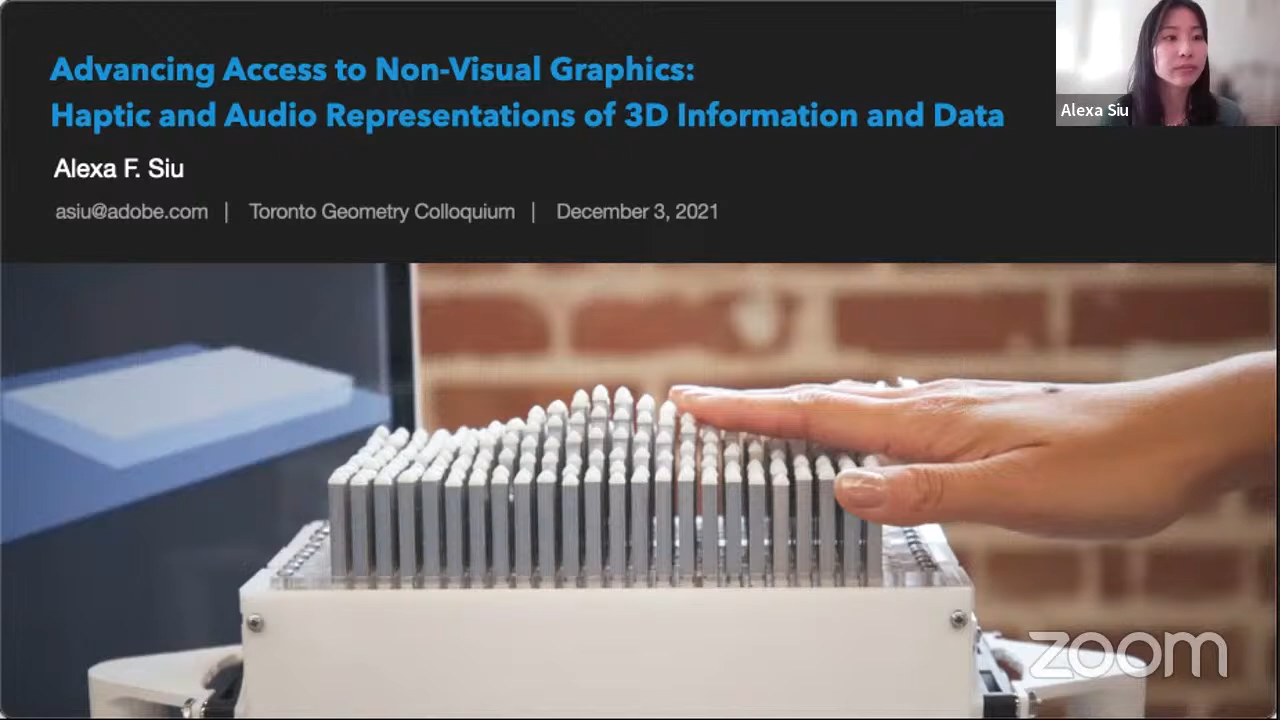 Advancing Access to Non-Visual Graphics:
Haptic and Audio Representations of 3D Information and Data
Alexa F. Siu
asiu@adobe.com | Toronto Geometry Colloquium | December 3, 2021
Alexa Siu
zoom